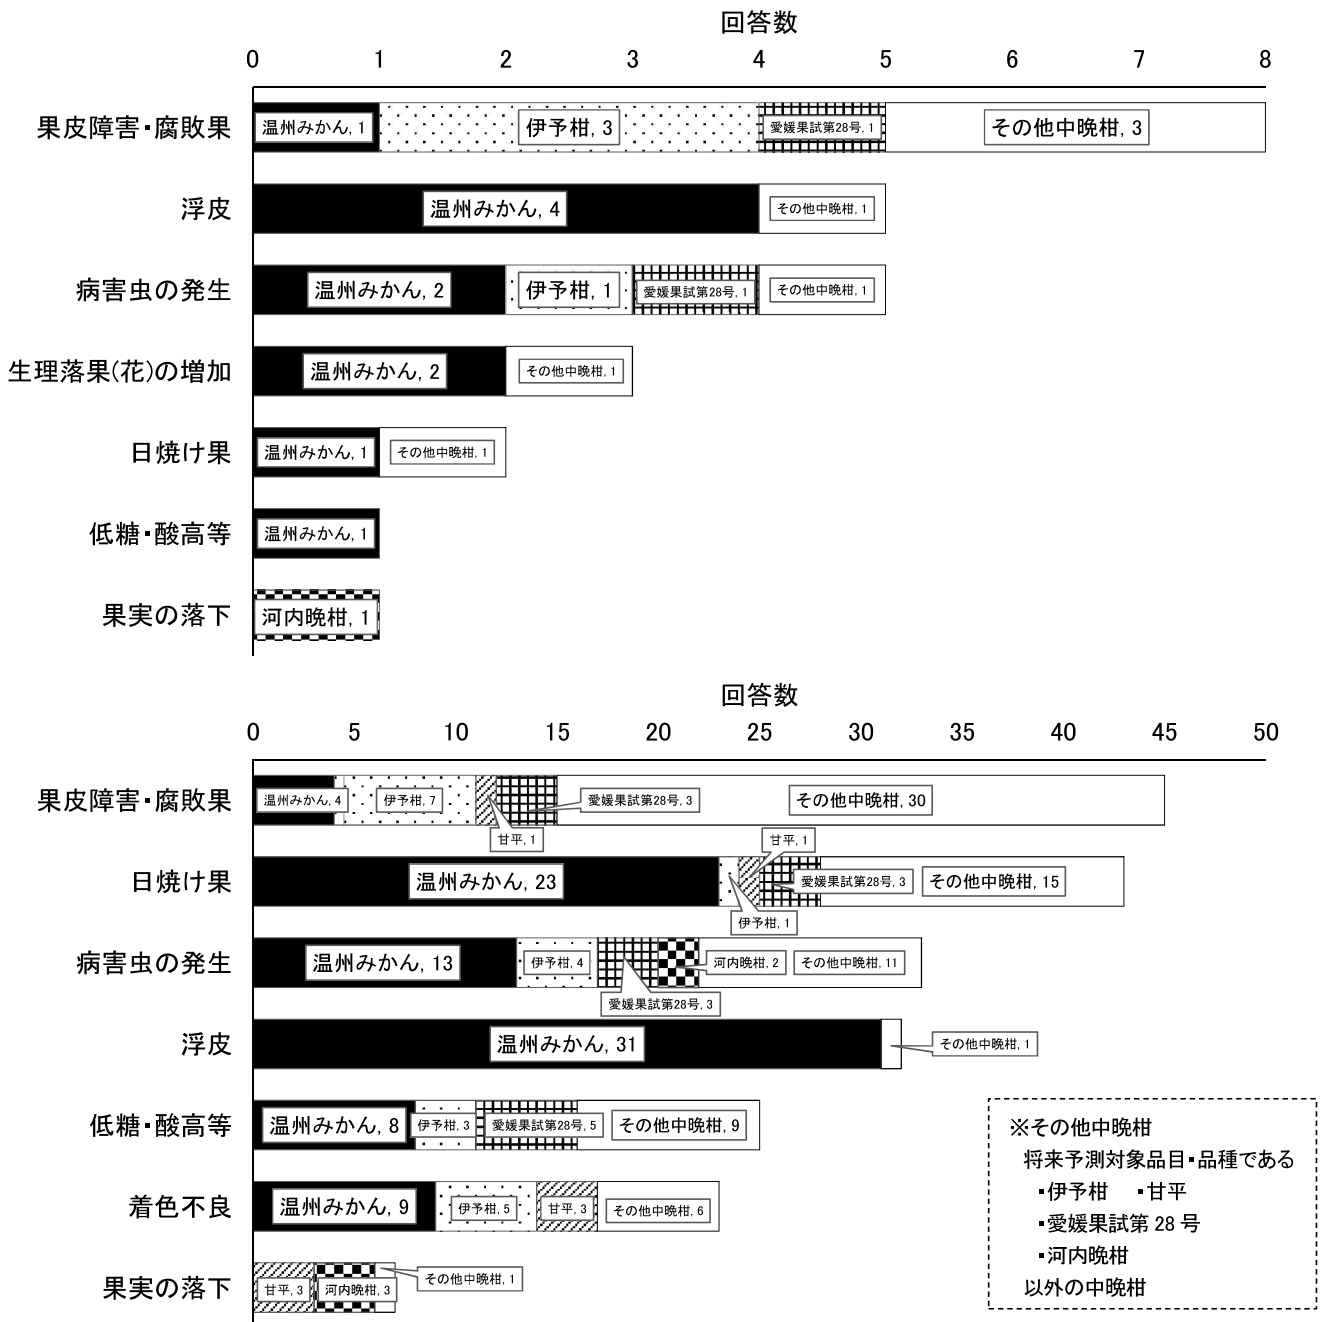 回答数
0 1 2 3 4 5 6 7 8
果皮障害・腐敗果
温州みかん, 1
伊予柑, 3
愛媛果試第28号, 1
その他中晩柑, 3
浮皮
温州みかん, 4
その他中晩柑, 1
病害虫の発生
温州みかん, 2
伊予柑, 1
愛媛果試第28号, 1
その他中晩柑, 1
生理落果(花)の増加
温州みかん, 2
その他中晩柑, 1
日焼け果
温州みかん, 1
その他中晩柑, 1
低糖・酸高等
温州みかん, 1
果実の落下
河内晩柑, 1
回答数
0 5 10 15 20 25 30 35 40 45 50
果皮障害・腐敗果
温州みかん, 4
伊予柑, 7
甘平, 1
愛媛果試第28号, 3
その他中晩柑, 30
日焼け果
温州みかん, 23
伊予柑, 1
甘平, 1
愛媛果試第28号, 3
その他中晩柑, 15
病害虫の発生
温州みかん, 13
伊予柑, 4
愛媛果試第28号, 3
河内晩柑, 2
その他中晩柑, 11
浮皮
温州みかん, 31
その他中晩柑, 1
低糖・酸高等
温州みかん, 8
伊予柑, 3
愛媛果試第28号, 5
その他中晩柑, 9
着色不良
温州みかん, 9
伊予柑, 5
甘平, 3
その他中晩柑, 6
果実の落下
甘平, 3
河内晩柑, 3
その他中晩柑, 1
※その他中晩柑
将来予測対象品目・品種である
・伊予柑 ・甘平
・愛媛果試第 28 号
・河内晩柑
以外の中晩柑